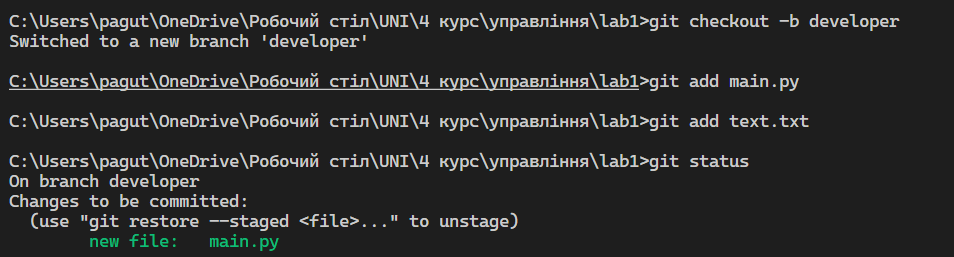 C:\Users\pagut\OneDrive\Робочий стіл\UNI\4 курс\управління\lab1>git checkout -b developer
Switched to a new branch 'developer'
C:\Users\pagut\OneDrive\Робочий стіл\UNI\4 курс\управління\lab1>git add main.py
C:\Users\pagut\OneDrive\Робочий стіл\UNI\4 курс\управління\lab1>git add text.txt
C:\Users\pagut\OneDrive\Робочий стіл\UNI\4 курс\управління\lab1>git status
On branch developer
Changes to be committed:
  (use "git restore --staged <file>..." to unstage)
        new file:   main.py